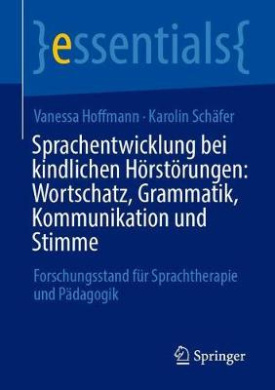 }essentials{
Vanessa Hoffmann · Karolin Schäfer
Sprachentwicklung bei
kindlichen Hörstörungen:
Wortschatz, Grammatik,
Kommunikation und
Stimme
Forschungsstand für Sprachtherapie
und Pädagogik
Springer